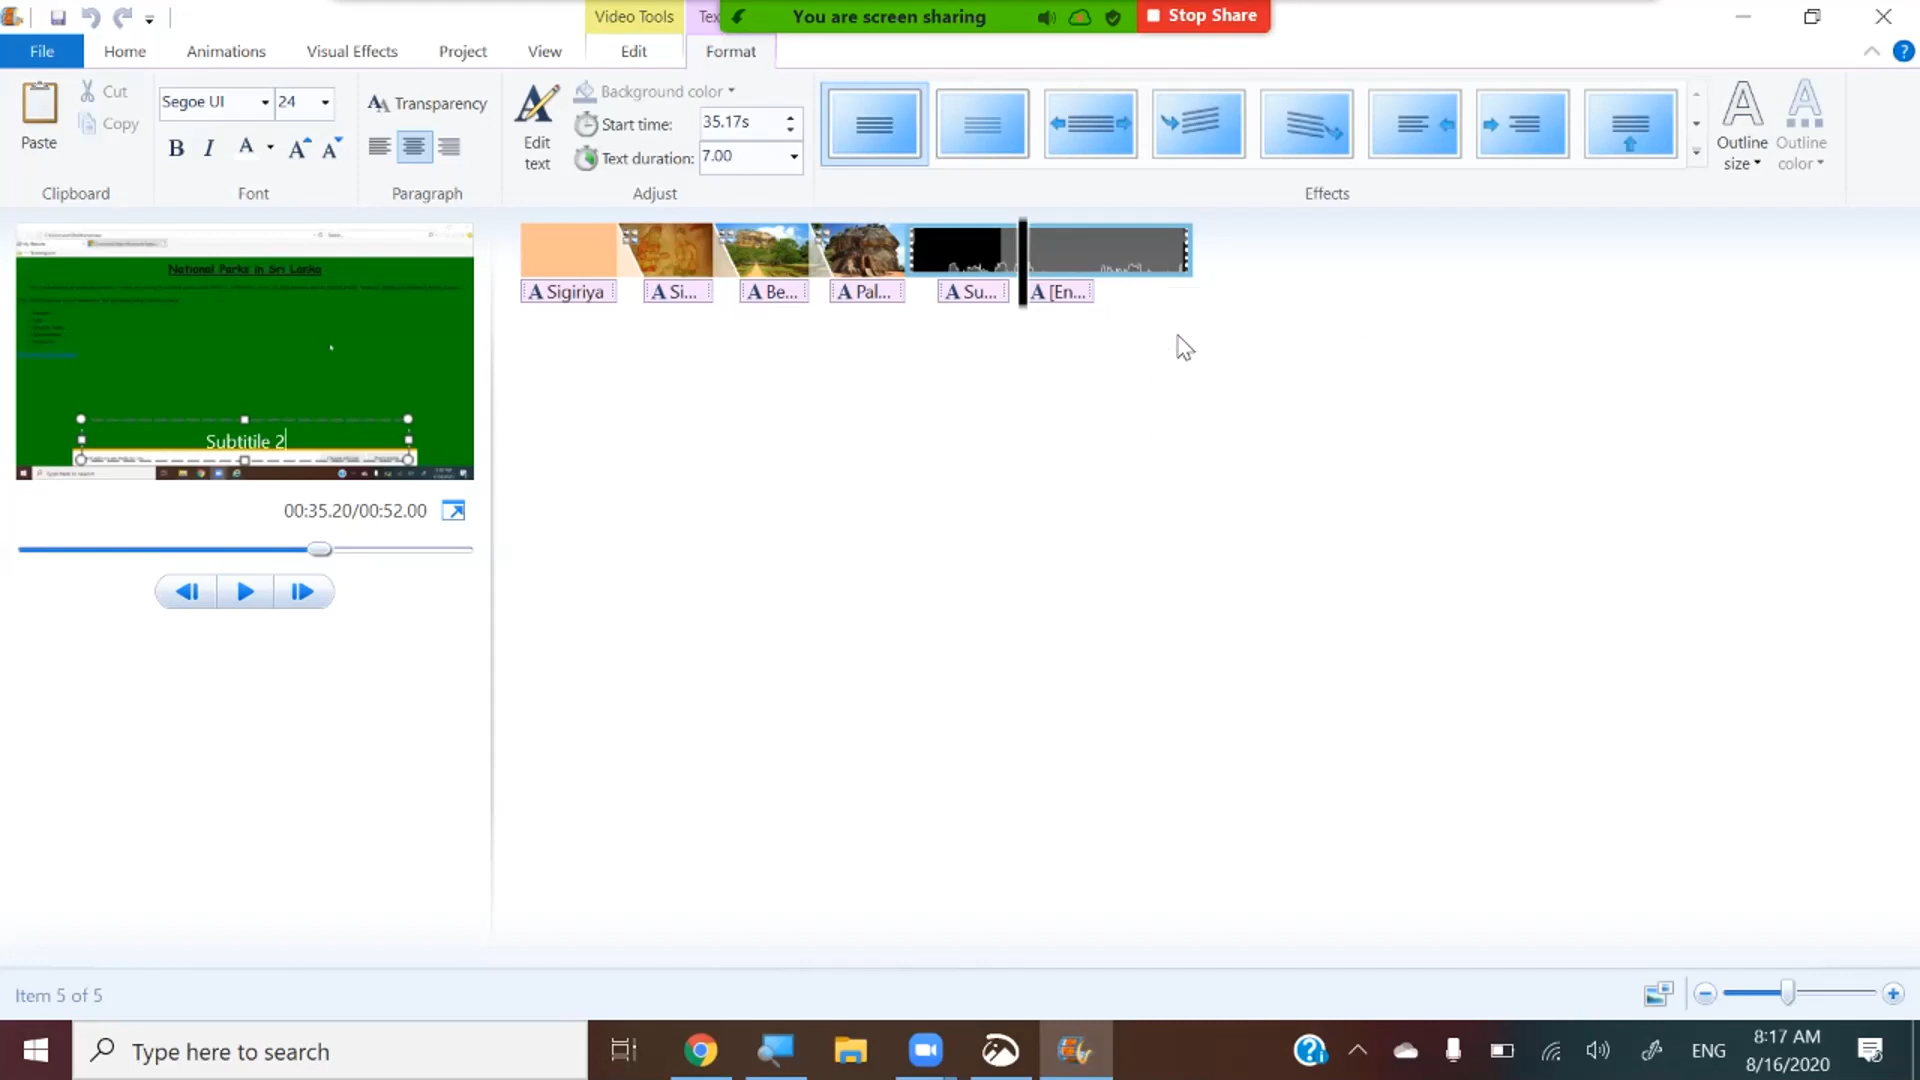 Video Tools
Tex
You are screen sharing
Stop Share
File
Home
Animations
Visual Effects
Project
View
Edit
Format
Paste
Cut
Copy
Clipboard
Segoe UI
24
B I A A A
Font
Transparency
Paragraph
Edit text
Background color
Start time:
35.17s
Text duration:
7.00
Adjust
Effects
Outline size
Outline color
National Parks in Sri Lanka
Subtitile 2
A Sigiriya
A Si...
A Be...
A Pal...
A Su...
A [En...
00:35.20/00:52.00
Item 5 of 5
Type here to search
ENG
8:17 AM
8/16/2020